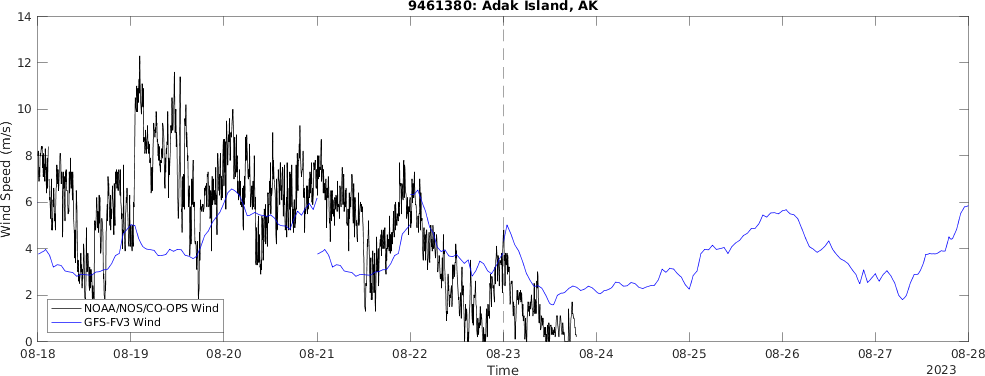 9461380: Adak Island, AK
Wind Speed (m/s)
14
12
10
8
6
4
2
0
NOAA/NOS/CO-OPS Wind
GFS-FV3 Wind
08-18 08-19 08-20 08-21 08-22 08-23 08-24 08-25 08-26 08-27 08-28
Time
2023